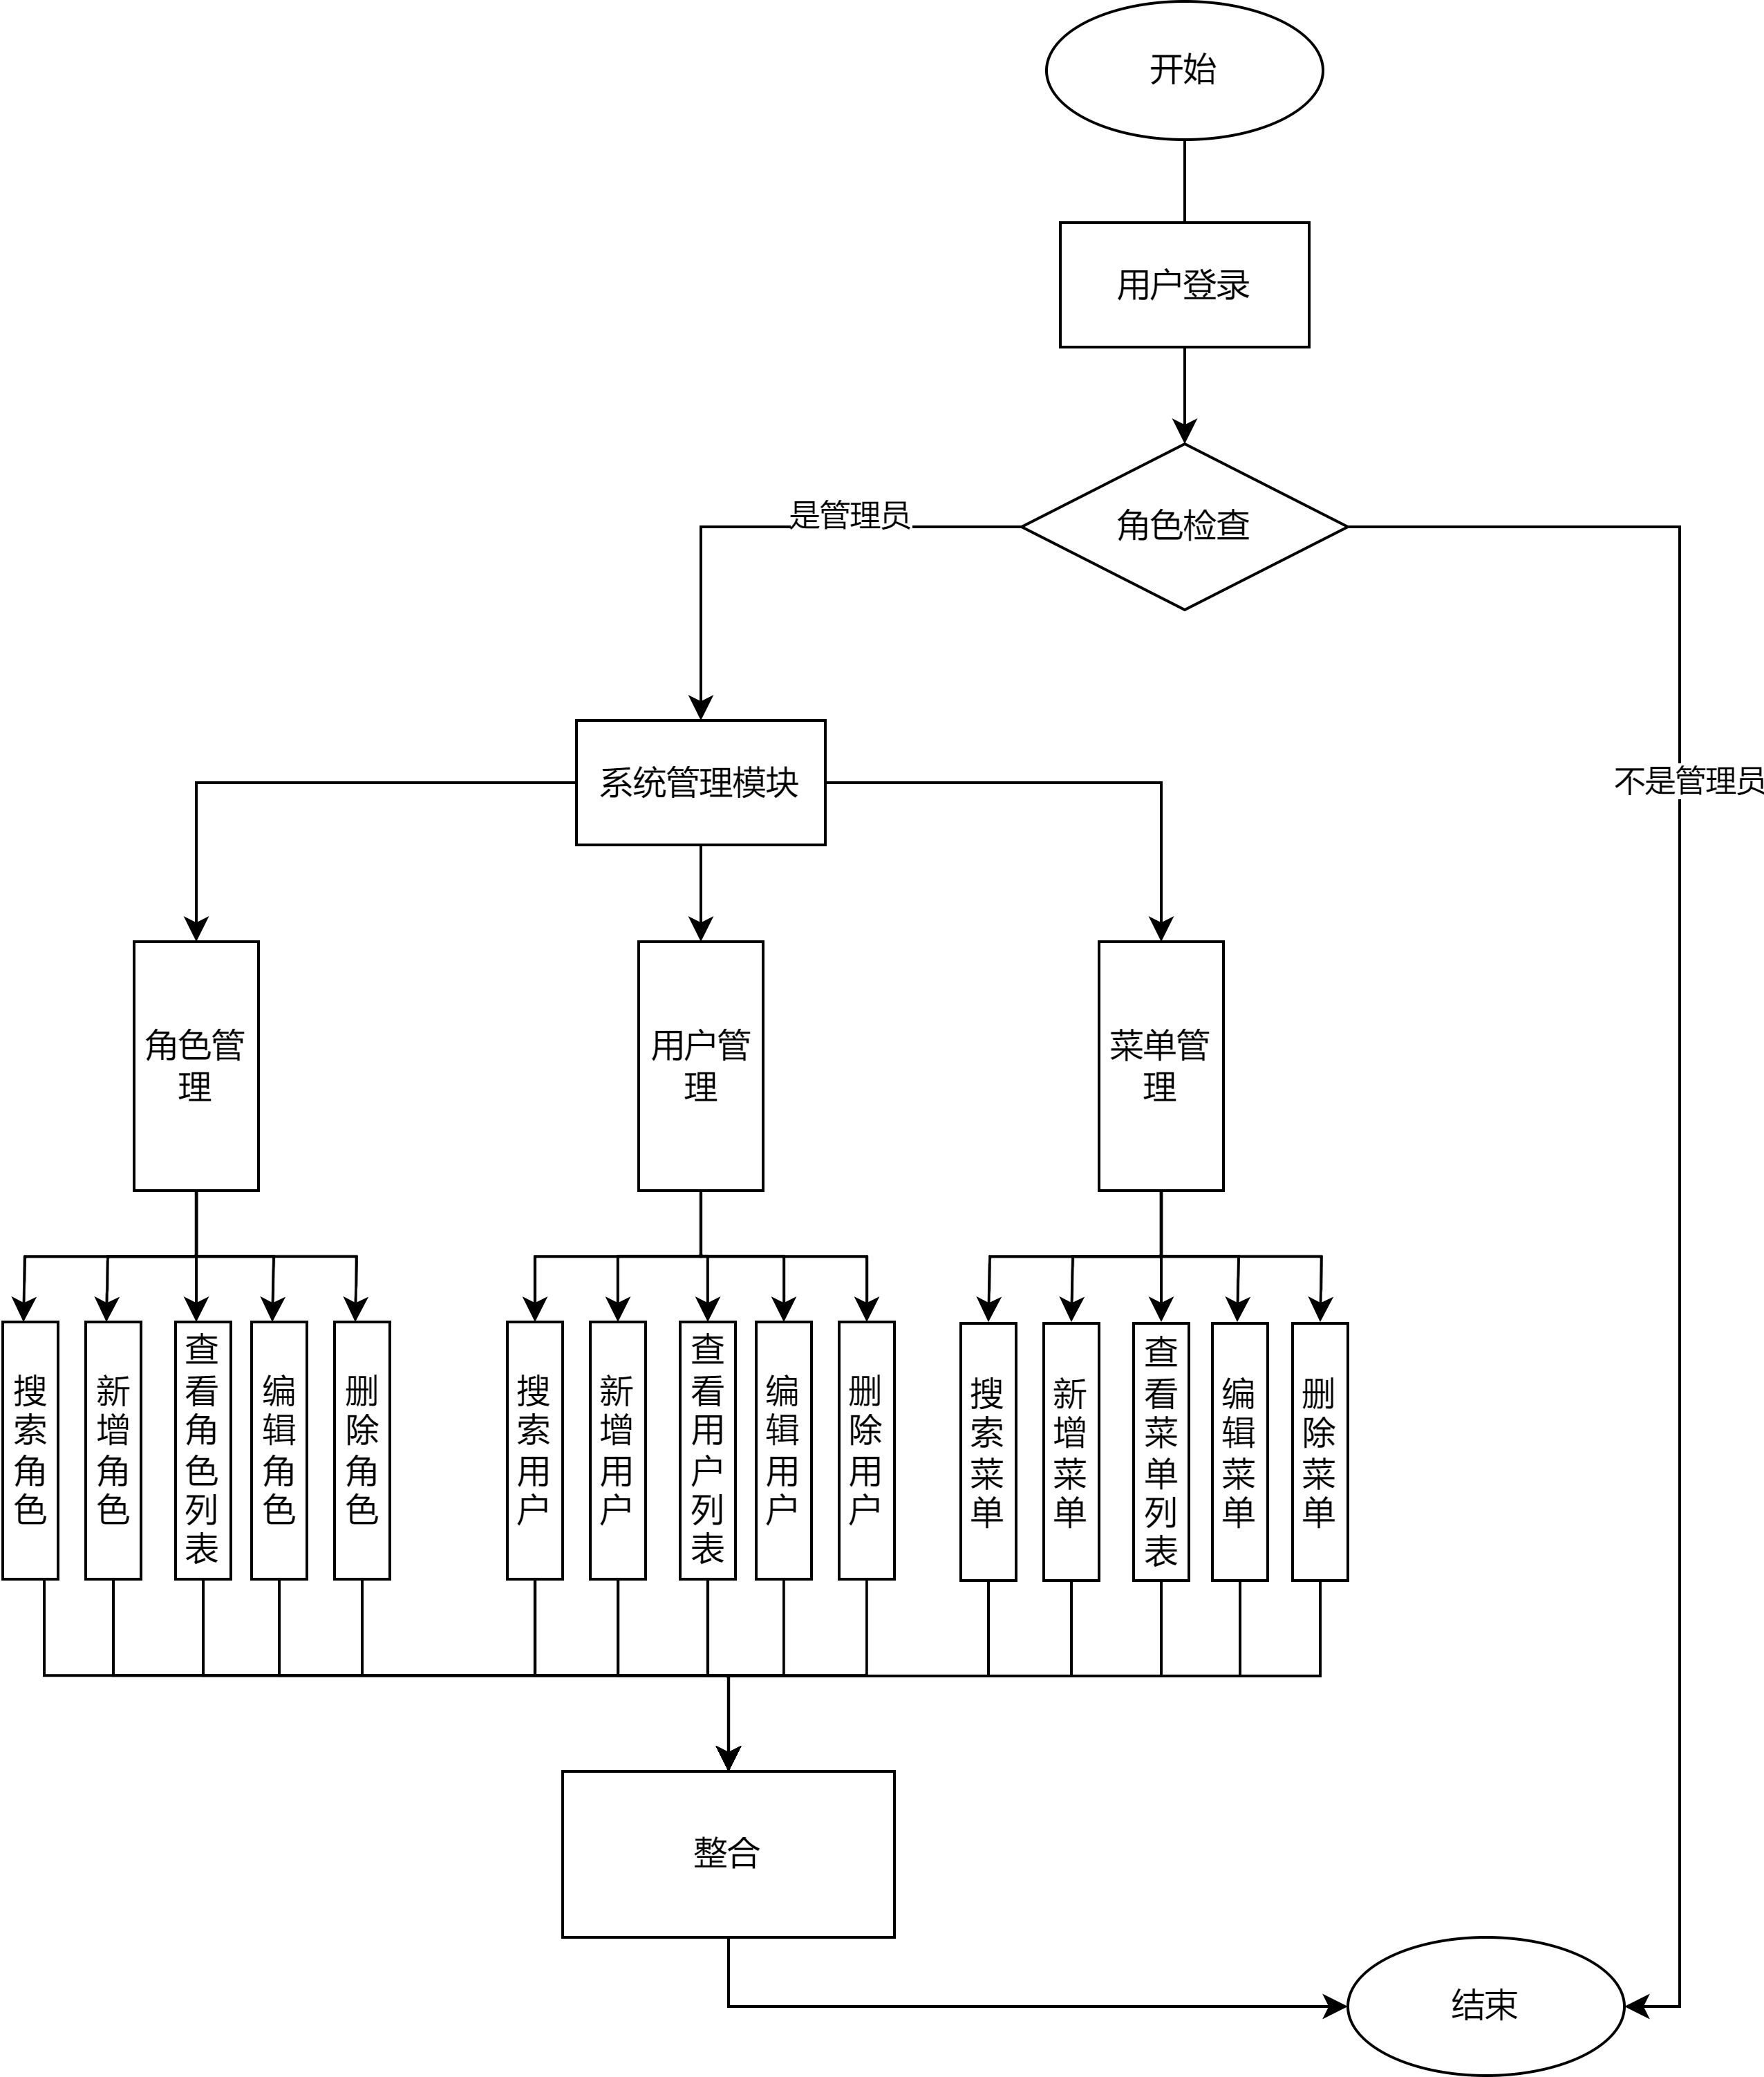 开始
用户登录
角色检查
是管理员
不是管理员
系统管理模块
角色管
理
用户管
理
菜单管
理
搜
索
角
色
新
增
角
色
查
看
角
色
列
表
编
辑
角
色
删
除
角
色
搜
索
用
户
新
增
用
户
查
看
用
户
列
表
编
辑
用
户
删
除
用
户
搜
索
菜
单
新
增
菜
单
查
看
菜
单
列
表
编
辑
菜
单
删
除
菜
单
整合
结束